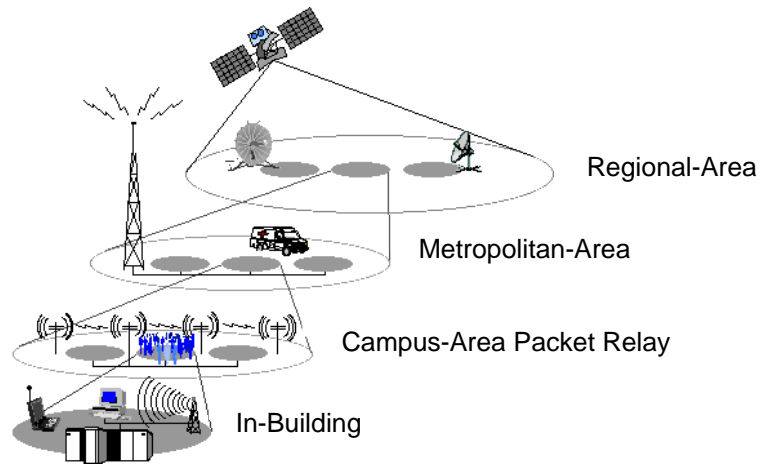 Regional-Area
Metropolitan-Area
Campus-Area Packet Relay
In-Building